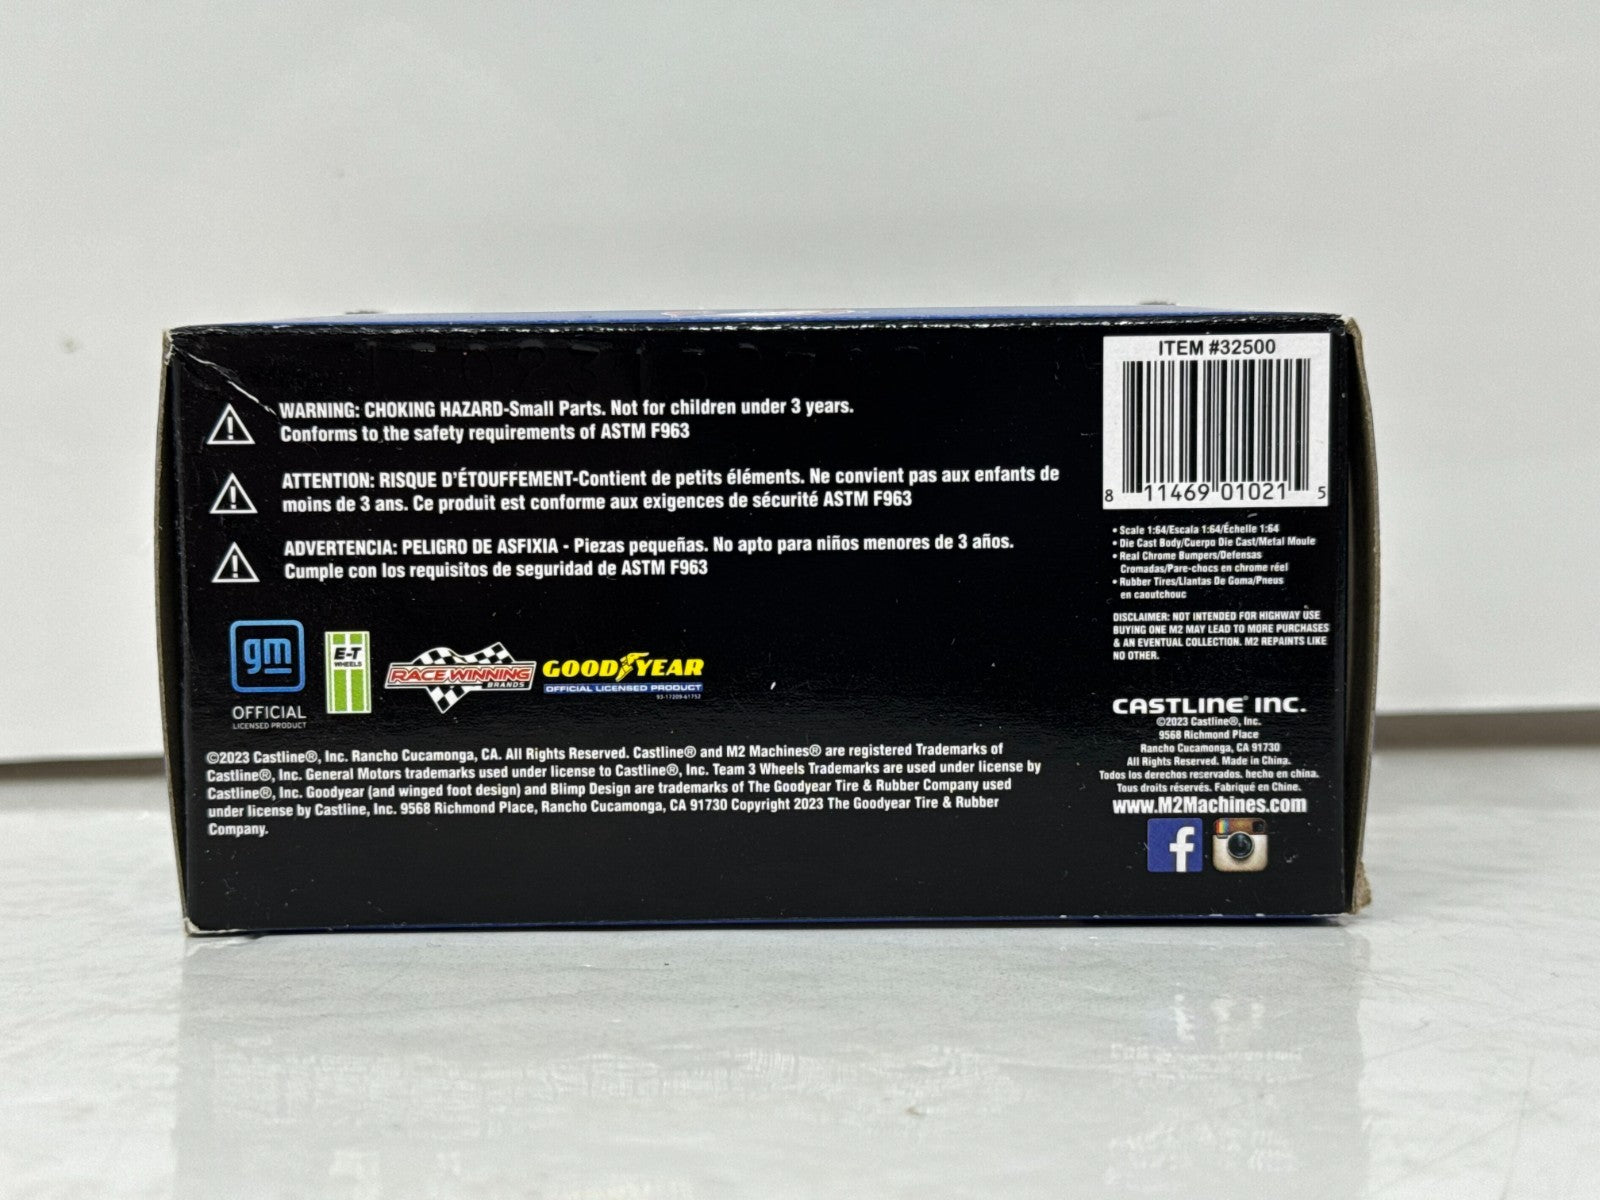 WARNING: CHOKING HAZARD-Small Parts. Not for children under 3 years.
Conforms to the safety requirements of ASTM F963
ATTENTION: RISQUE D'ÉTOUFFEMENT-Contient de petits éléments. Ne convient pas aux enfants de
moins de 3 ans. Ce produit est conforme aux exigences de sécurité ASTM F963
ADVERTENCIA: PELIGRO DE ASFIXIA - Piezas pequeñas. No apto para niños menores de 3 años.
Cumple con los requisitos de seguridad de ASTM F963
gm
OFFICIAL
LICENSED PRODUCT
E-T
WHEELS
RACE WINNING
BRANDS
GOODYEAR
OFFICIAL LICENSED PRODUCT
93-17209-61752
©2023 Castline®, Inc. Rancho Cucamonga, CA. All Rights Reserved. Castline® and M2 Machines® are registered Trademarks of
Castline®, Inc. General Motors trademarks used under license to Castline®, Inc. Team 3 Wheels Trademarks are used under license by
Castline®, Inc. Goodyear (and winged foot design) and Blimp Design are trademarks of The Goodyear Tire & Rubber Company used
under license by Castline, Inc. 9568 Richmond Place, Rancho Cucamonga, CA 91730 Copyright 2023 The Goodyear Tire & Rubber
Company.
ITEM #32500
8 11469 01021 5
• Scale 1:64/Escala 1:64/Échelle 1:64
• Die Cast Body/Cuerpo Die Cast/Metal Moule
• Real Chrome Bumpers/Defensas
Cromadas/Pare-chocs en chrome réel
• Rubber Tires/Llantas De Goma/Pneus
en caoutchouc
DISCLAIMER: NOT INTENDED FOR HIGHWAY USE
BUYING ONE M2 MAY LEAD TO MORE PURCHASES
& AN EVENTUAL COLLECTION. M2 REPAINTS LIKE
NO OTHER.
CASTLINE® INC.
©2023 Castline®, Inc.
9568 Richmond Place
Rancho Cucamonga, CA 91730
All Rights Reserved. Made in China.
Todos los derechos reservados. hecho en china.
Tous droits réservés. Fabriqué en Chine.
www.M2Machines.com
f